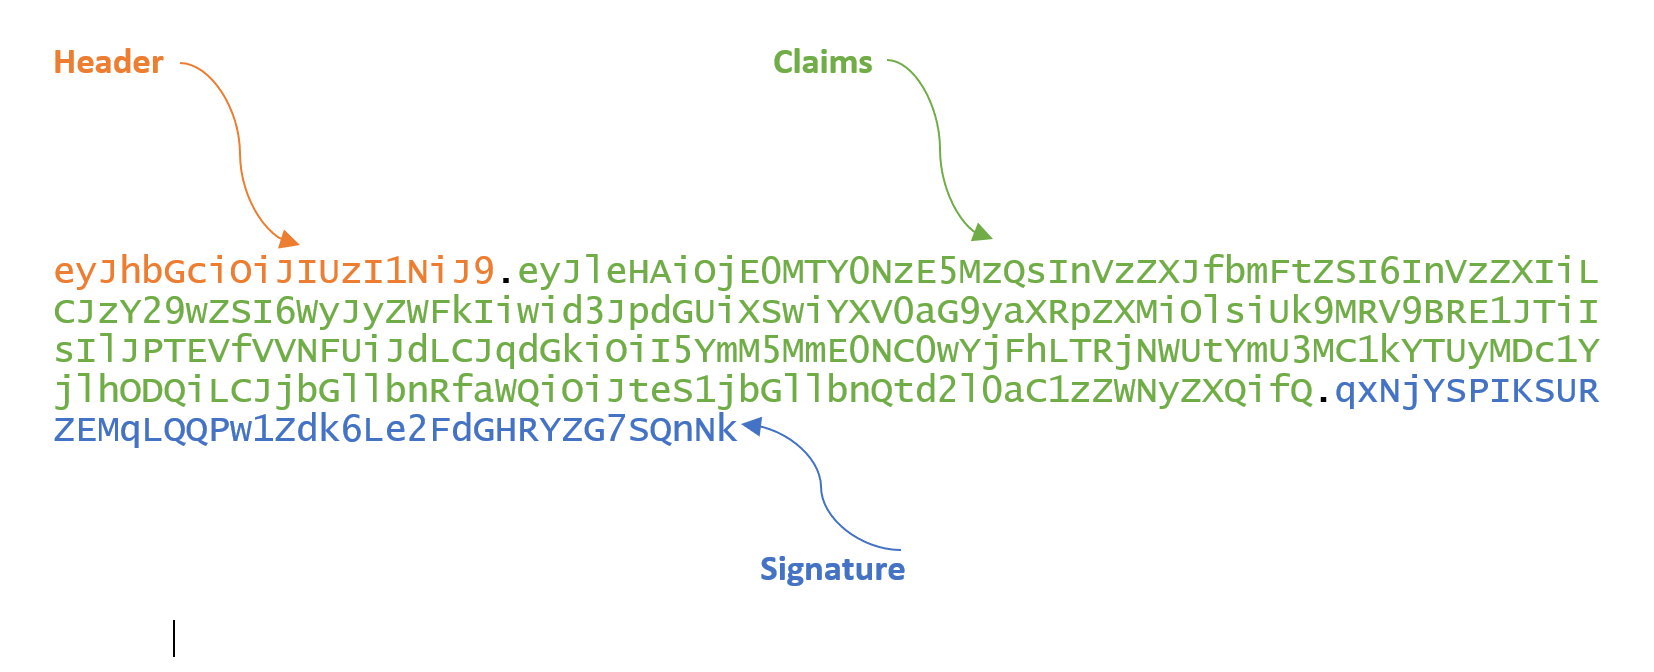 Header
Claims
eyJhbGciOiJIUzI1NiJ9.eyJleHAiOjE0MTY0NzE5MzQsInVzZXJfbmFtZSI6InVzZXIiL
CJzY29wZSI6WyJyZWFkIiwid3JpdGUiXSwiYXV0aG9yaXRpZXMiOlsiUk9MRV9BRE1JTiI
sIlJPTEVfVVNFUiJdLCJqdGkiOiI5YmM5MmE0NC0wYjFhLTRjNWUtYmU3MC1kYTUyMDc1Y
jlhODQiLCJjbGllbnRfaWQiOiJteS1jbGllbnQtd2l0aC1zZWNyZXQifQ.qxNjYSPIKSUR
ZEMqLQQPw1Zdk6Le2FdGHRYZG7SQnNk
Signature